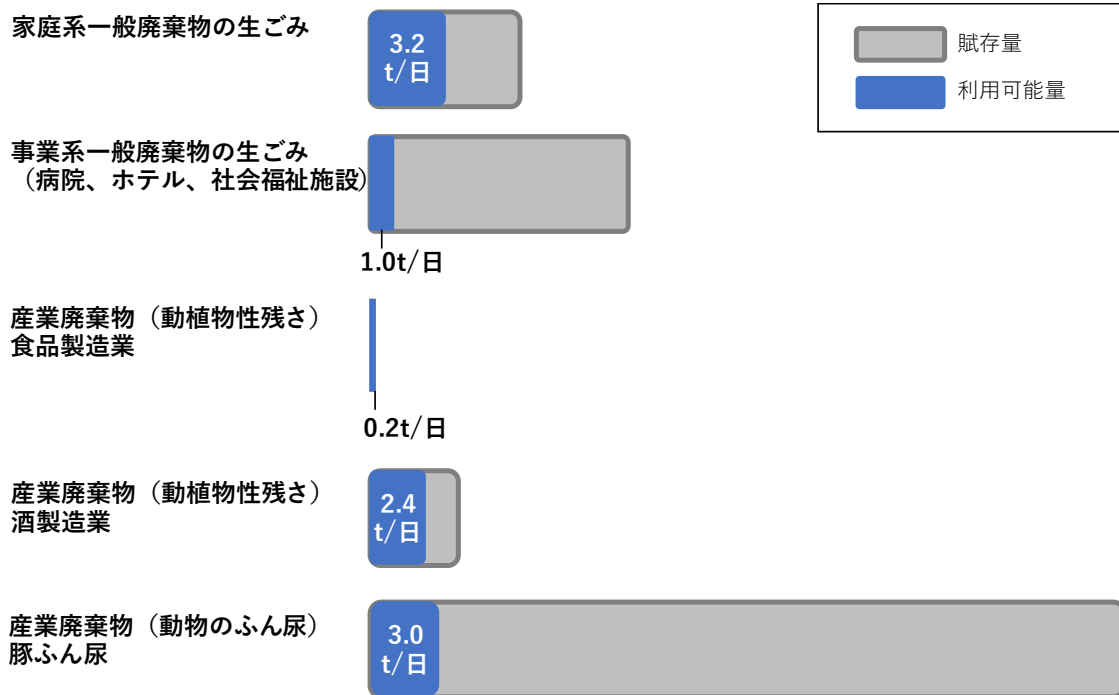 家庭系一般廃棄物の生ごみ
3.2
t/日
賦存量
利用可能量
事業系一般廃棄物の生ごみ
（病院、ホテル、社会福祉施設）
1.0t/日
産業廃棄物（動植物性残さ）
食品製造業
0.2t/日
産業廃棄物（動植物性残さ）
酒製造業
2.4
t/日
産業廃棄物（動物のふん尿）
豚ふん尿
3.0
t/日